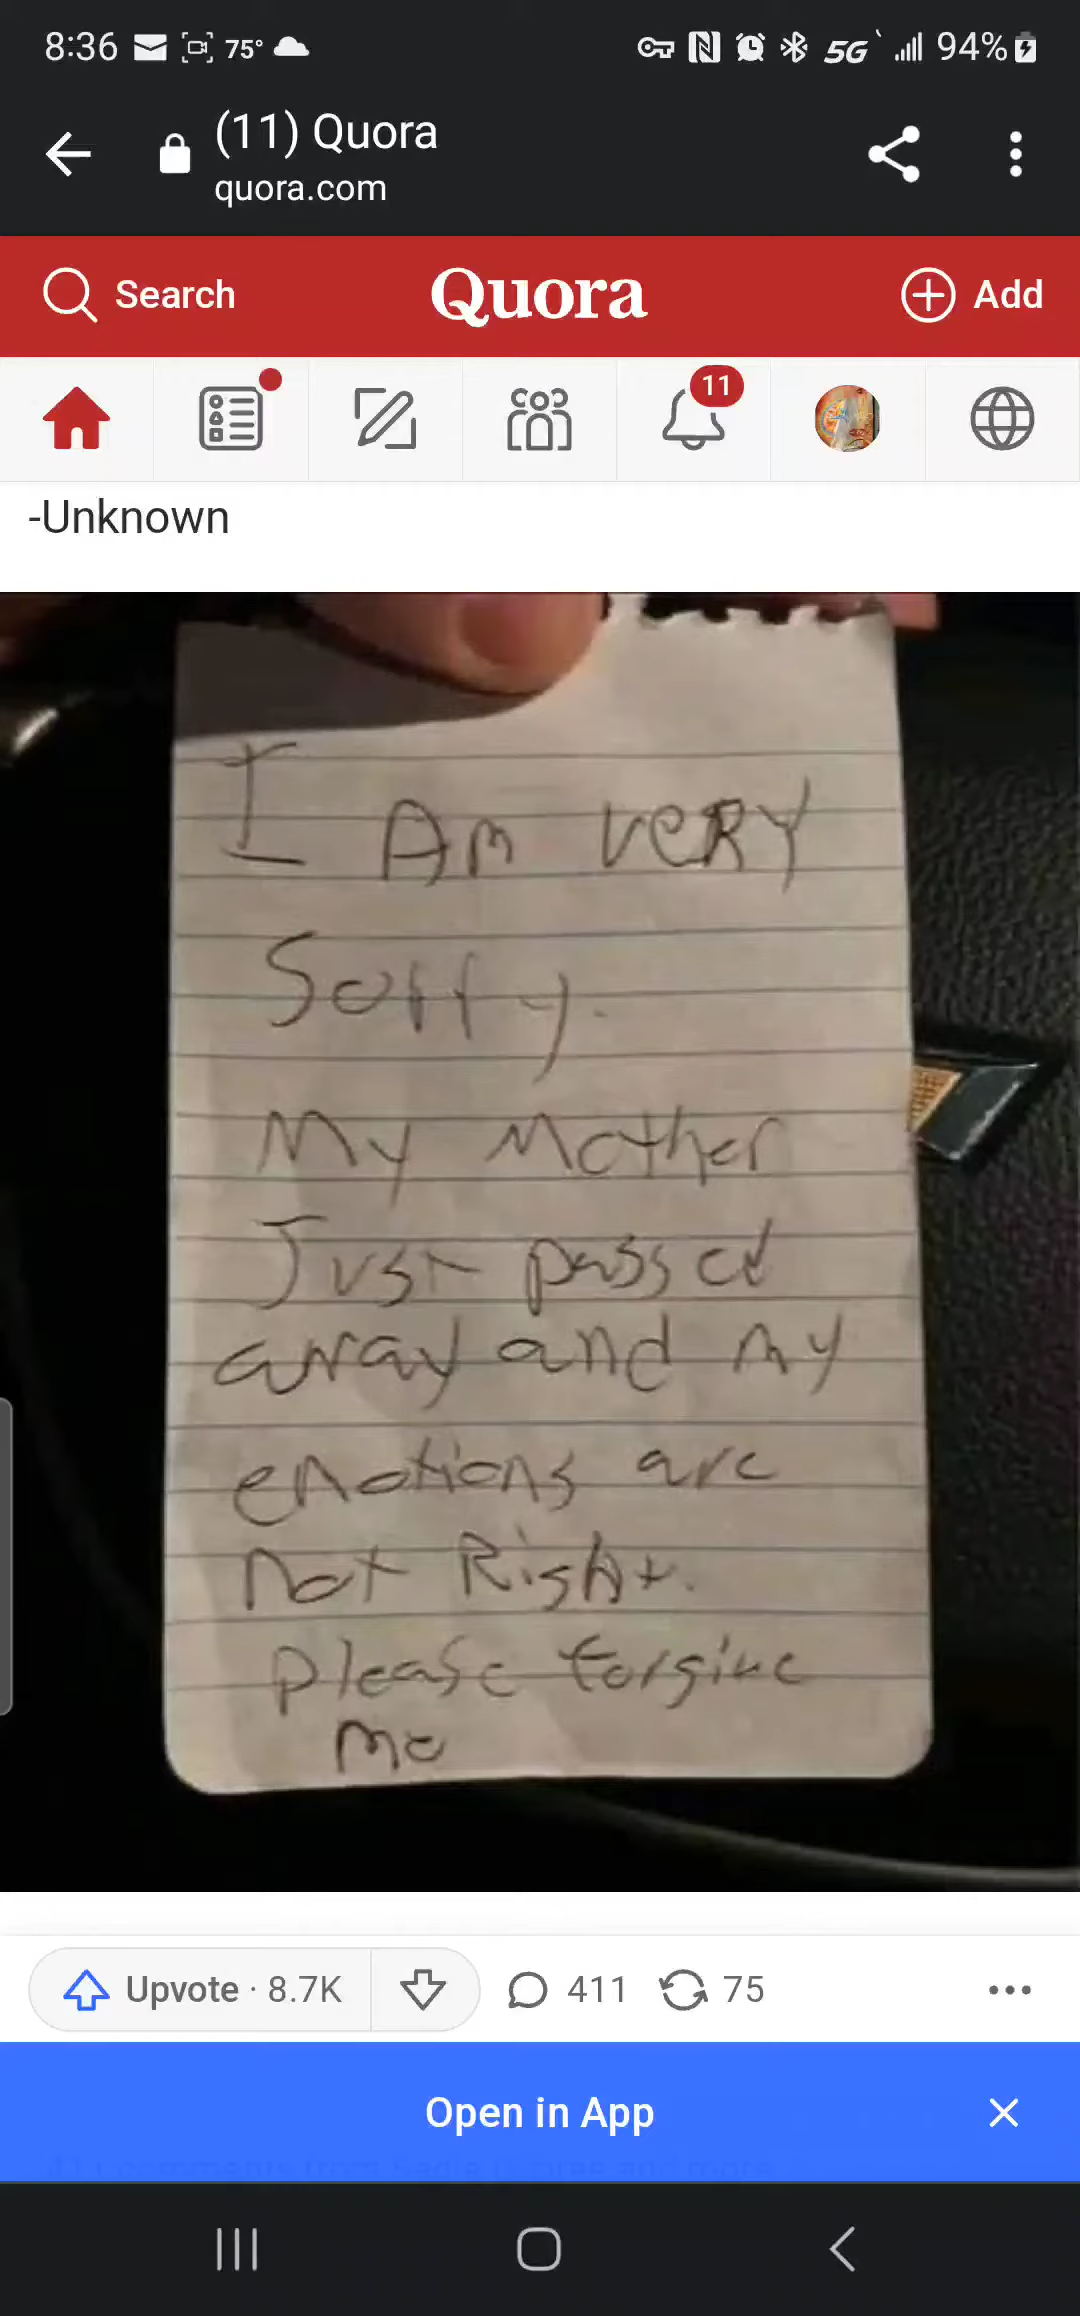 8:36 75° 5G 94%
(11) Quora
quora.com
Search Quora Add
11
-Unknown
I
Am veRY
Sorry.
My Mother
Just passed
away and my
emotions are
not Right.
please forgive
me
Upvote · 8.7K 411 75
Open in App